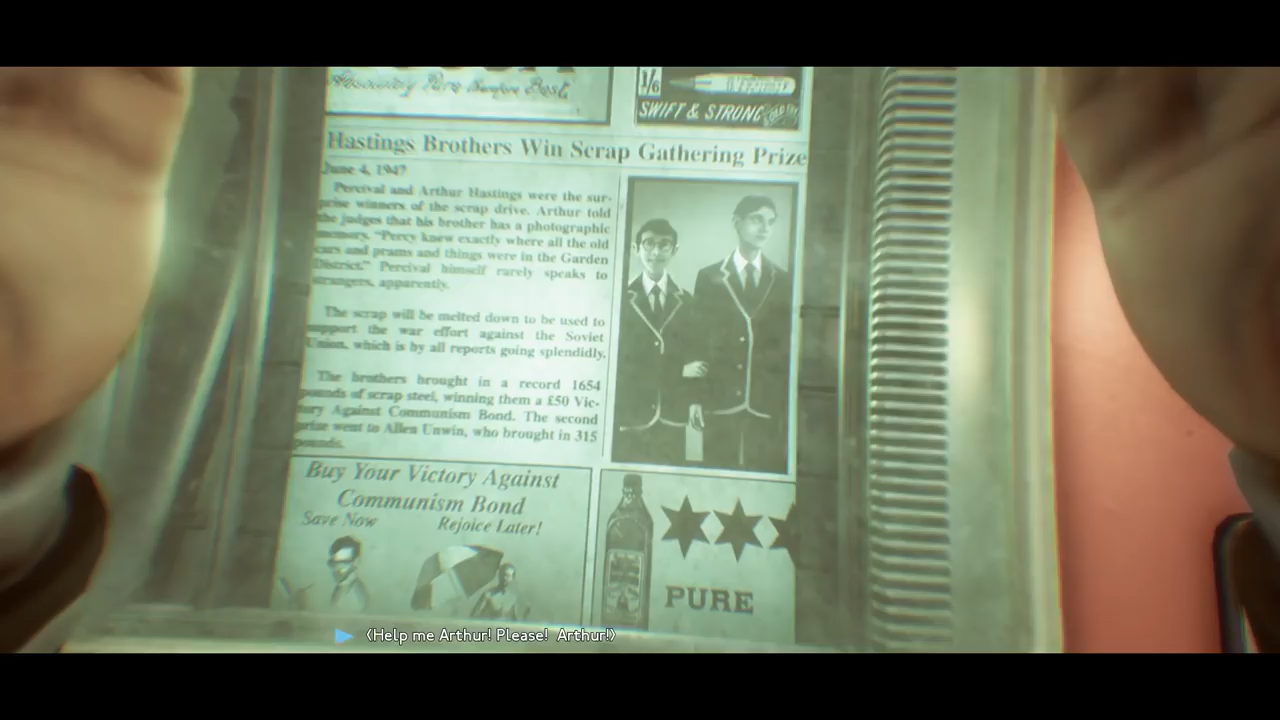 Absolutely Pure Therefore Best
1/6
SWIFT & STRONG
Hastings Brothers Win Scrap Gathering Prize
June 4, 1947
Percival and Arthur Hastings were the sur-
prise winners of the scrap drive. Arthur told
the judges that his brother has a photographic
memory. "Percy knew exactly where all the old
cars and prams and things were in the Garden
District." Percival himself rarely speaks to
strangers, apparently.
The scrap will be melted down to be used to
support the war effort against the Soviet
Union, which is by all reports going splendidly.
The brothers brought in a record 1654
pounds of scrap steel, winning them a £50 Vic-
tory Against Communism Bond. The second
prize went to Allen Unwin, who brought in 315
pounds.
Buy Your Victory Against
Communism Bond
Save Now Rejoice Later!
PURE
(Help me Arthur! Please! Arthur!)